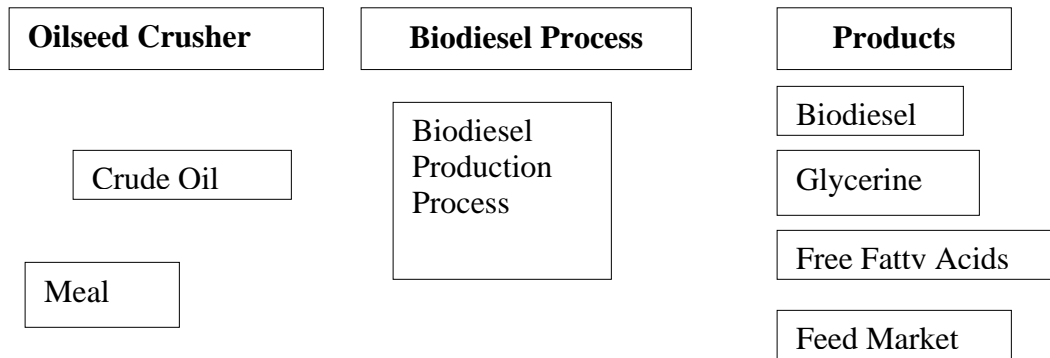 Oilseed Crusher
Biodiesel Process
Products
Biodiesel
Production
Process
Crude Oil
Meal
Biodiesel
Glycerine
Free Fatty Acids
Feed Market